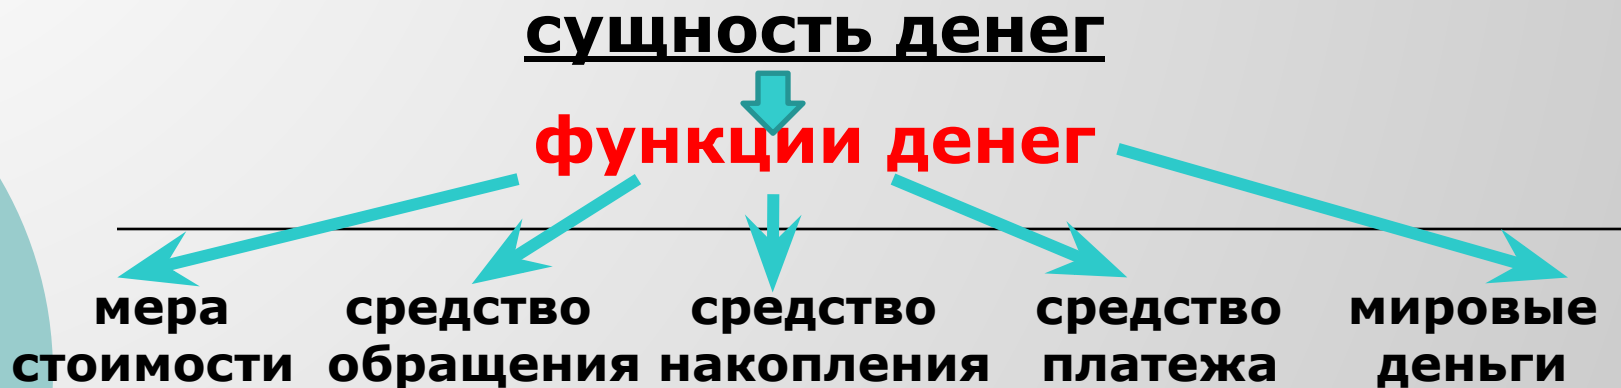 сущность денег
функции денег
мера стоимости
средство обращения
средство накопления
средство платежа
мировые деньги